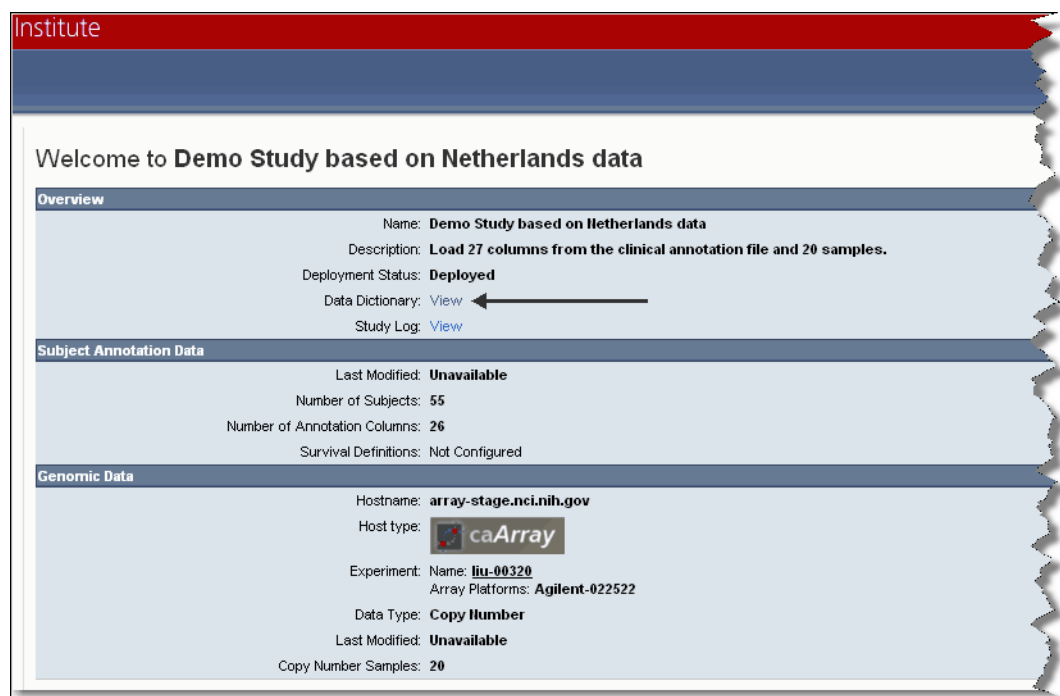 Institute
Welcome to Demo Study based on Netherlands data
Overview
Name: Demo Study based on Netherlands data
Description: Load 27 columns from the clinical annotation file and 20 samples.
Deployment Status: Deployed
Data Dictionary: View
Study Log: View
Subject Annotation Data
Last Modified: Unavailable
Number of Subjects: 55
Number of Annotation Columns: 26
Survival Definitions: Not Configured
Genomic Data
Hostname: array-stage.nci.nih.gov
Host type: caArray
Experiment: Name: liu-00320
Array Platforms: Agilent-022522
Data Type: Copy Number
Last Modified: Unavailable
Copy Number Samples: 20